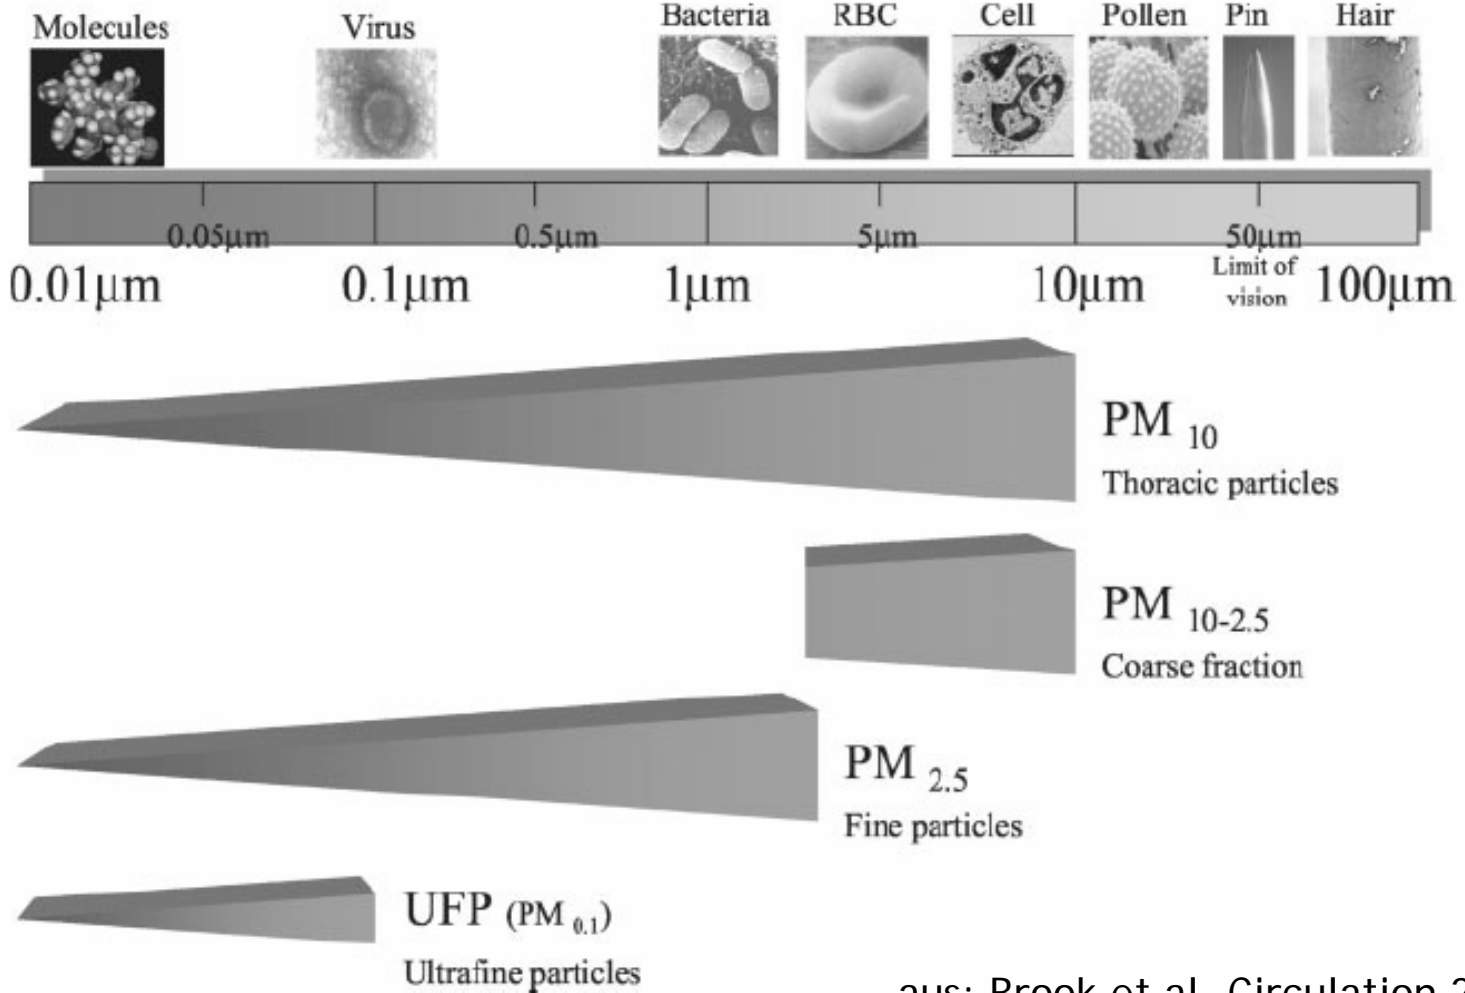 Molecules Virus Bacteria RBC Cell Pollen Pin Hair
0.05µm 0.5µm 5µm 50µm
0.01µm 0.1µm 1µm 10µm Limit of vision 100µm
PM 10
Thoracic particles
PM 10-2.5
Coarse fraction
PM 2.5
Fine particles
UFP (PM 0.1)
Ultrafine particles
aus: Brook et al. Circulation